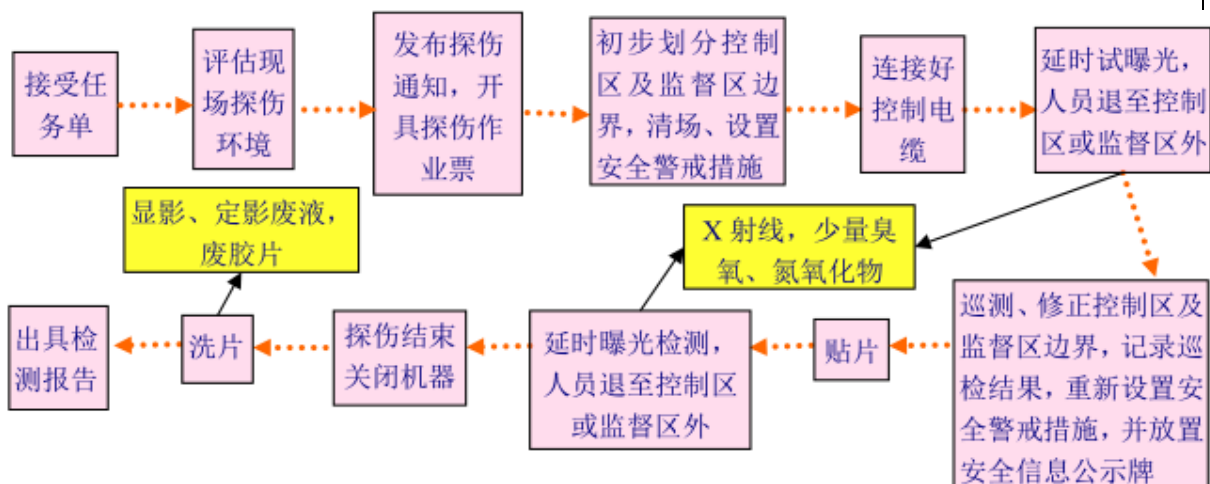 接受任
务单
评估现
场探伤
环境
发布探伤
通知，开
具探伤作
业票
初步划分控制
区及监督区边
界，清场、设置
安全警戒措施
连接好
控制电
缆
延时试曝光，
人员退至控制
区或监督区外
显影、定影废液，
废胶片
X 射线，少量臭
氧、氮氧化物
巡测、修正控制区及
监督区边界，记录巡
检结果，重新设置安
全警戒措施，并放置
安全信息公示牌
贴片
延时曝光检测，
人员退至控制区
或监督区外
探伤结束
关闭机器
洗片
出具检
测报告